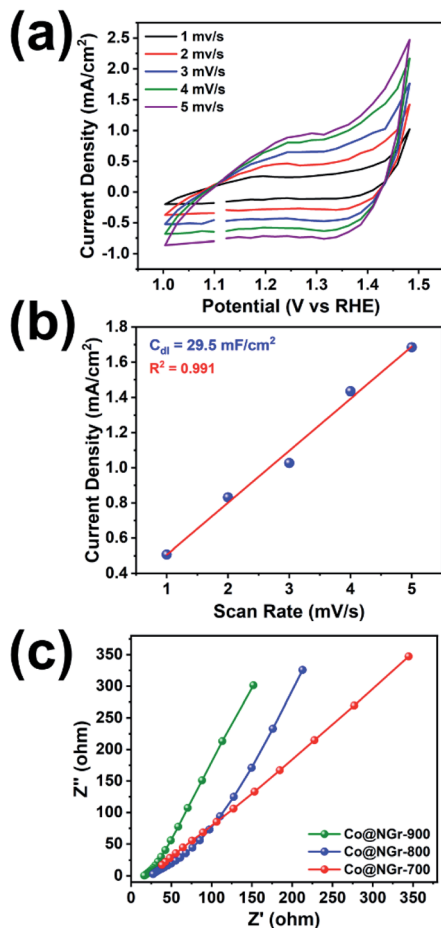 (a)
1 mv/s
2 mv/s
3 mV/s
4 mV/s
5 mv/s
Current Density (mA/cm²)
2.5
2.0
1.5
1.0
0.5
0.0
-0.5
-1.0
1.0 1.1 1.2 1.3 1.4 1.5
Potential (V vs RHE)
(b)
C_dl = 29.5 mF/cm²
R² = 0.991
Current Density (mA/cm²)
1.8
1.6
1.4
1.2
1.0
0.8
0.6
0.4
1 2 3 4 5
Scan Rate (mV/s)
(c)
Z'' (ohm)
350
300
250
200
150
100
50
0
Co@NGr-900
Co@NGr-800
Co@NGr-700
0 50 100 150 200 250 300 350
Z' (ohm)